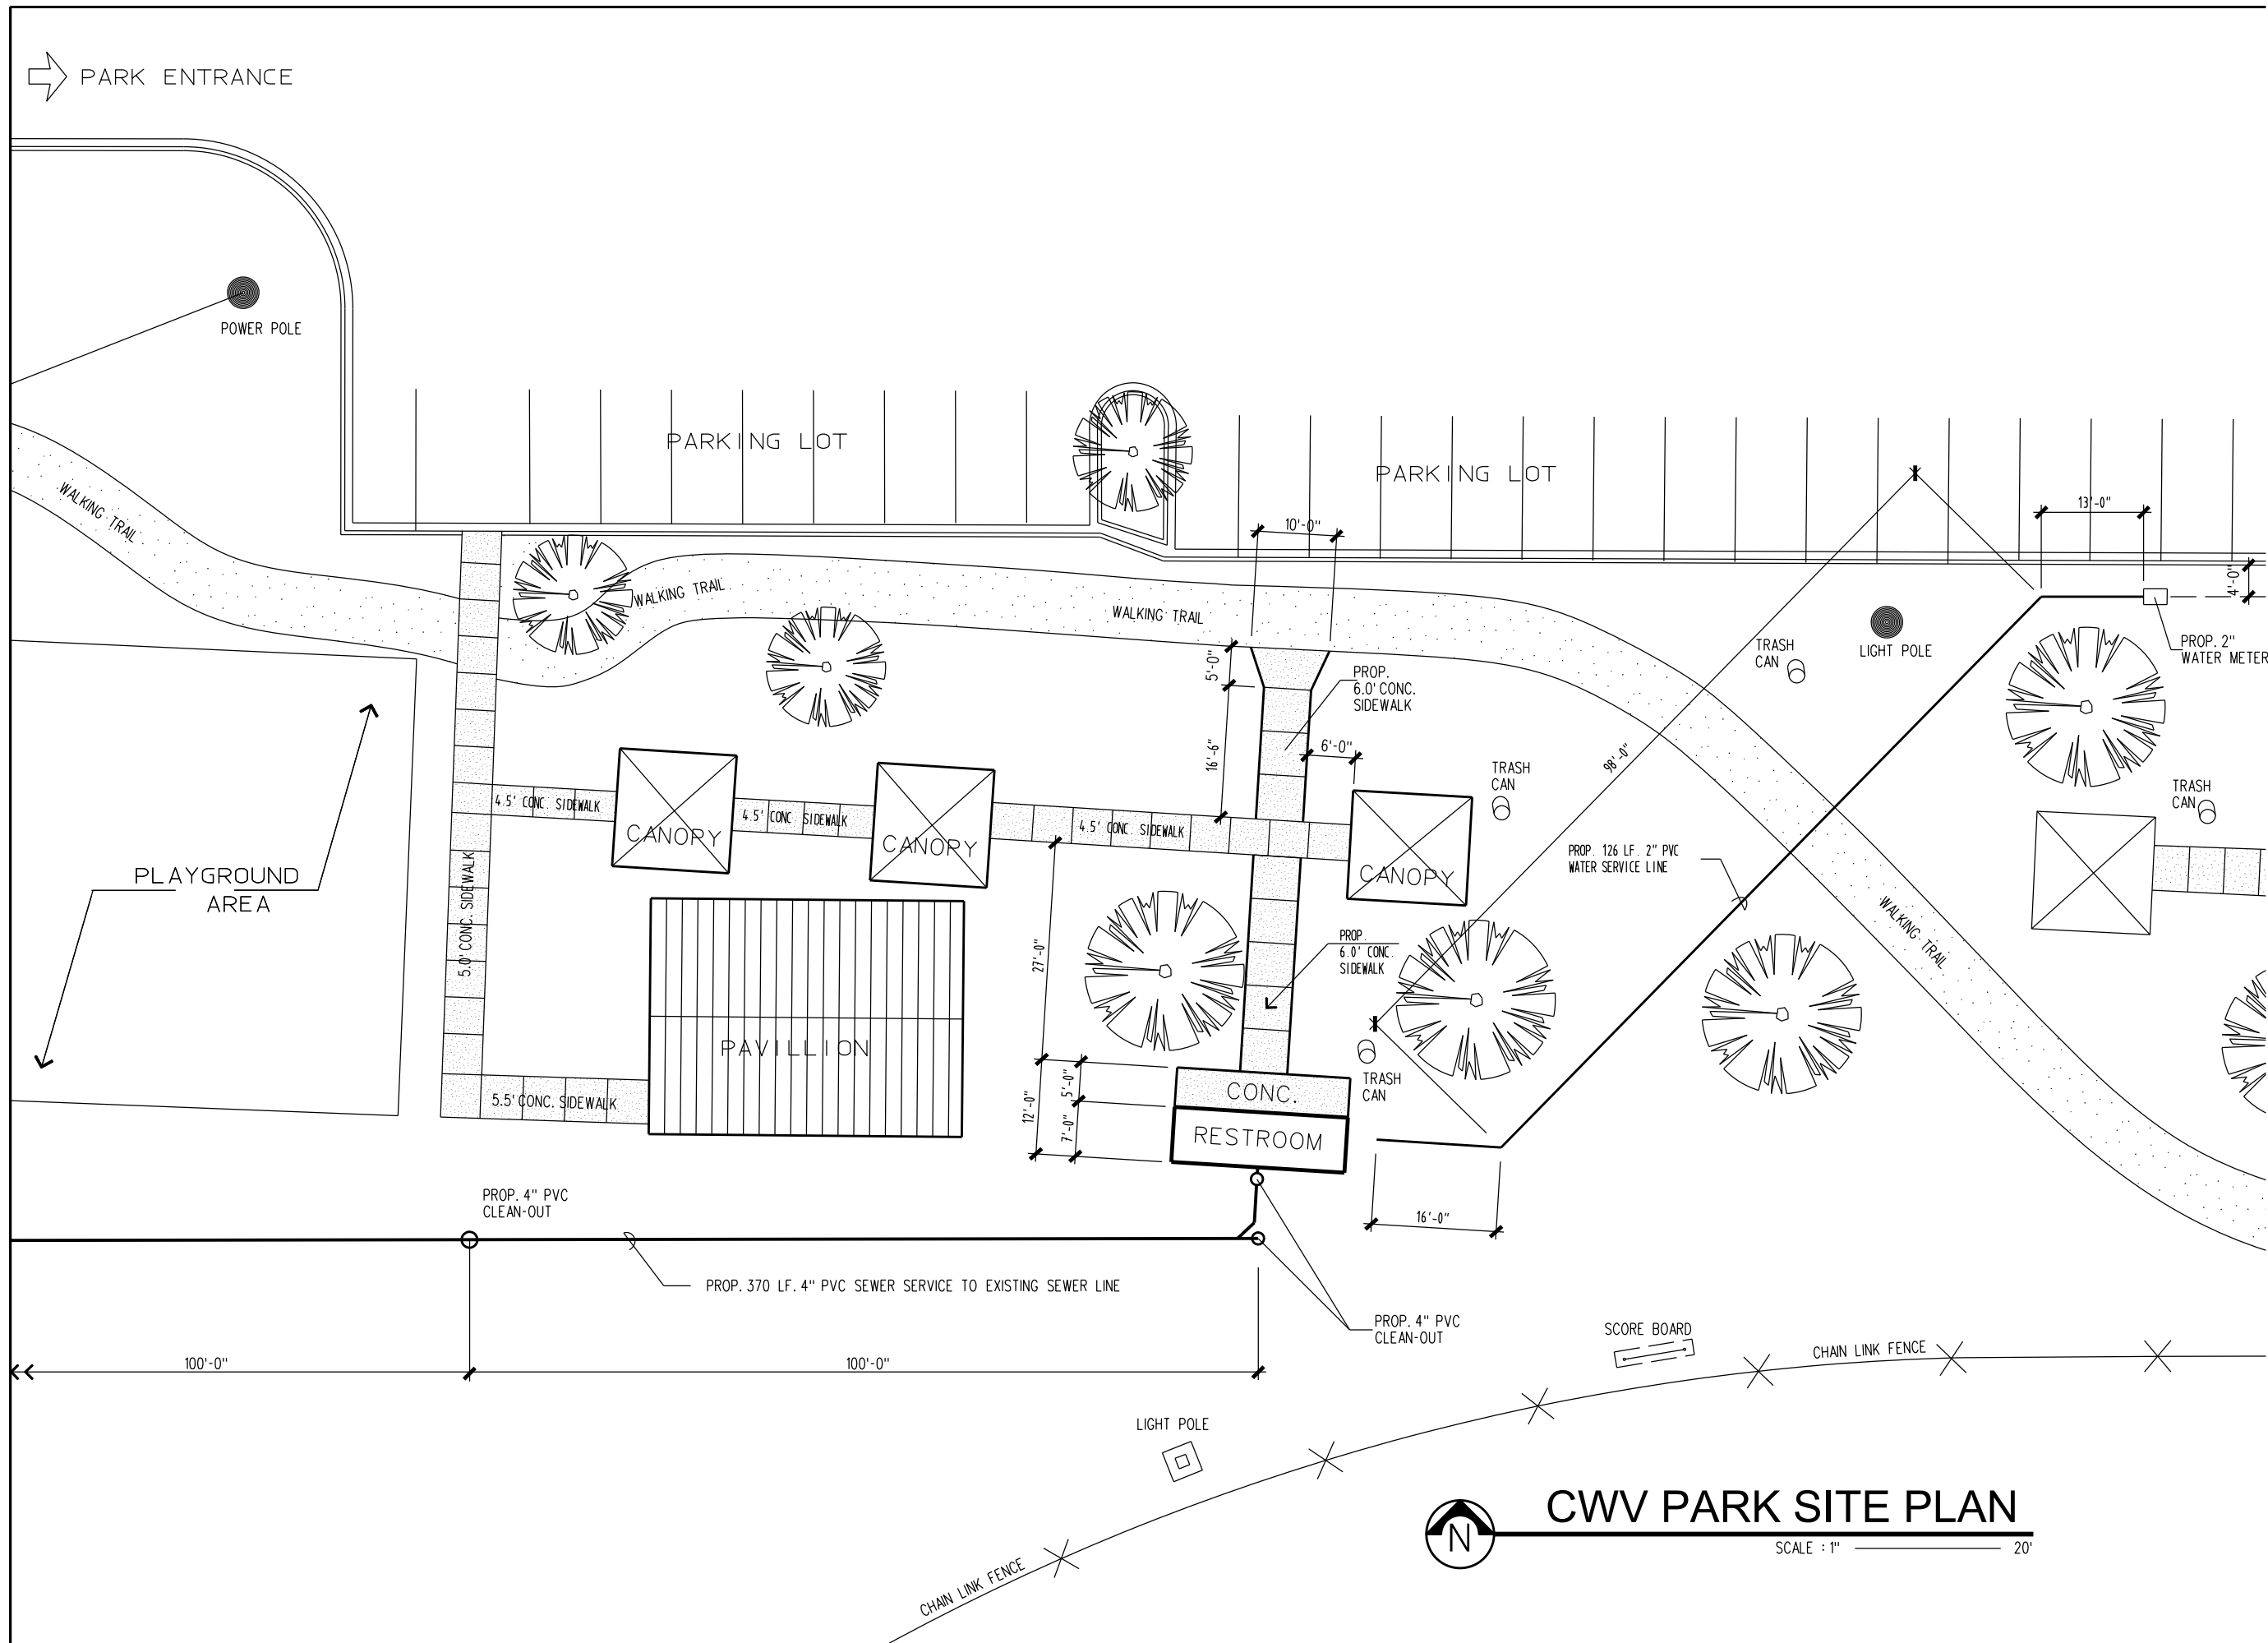 PARK ENTRANCE
POWER POLE
WALKING TRAIL
PARKING LOT
PARKING LOT
10'-0"
13'-0"
4'-0"
WALKING TRAIL
WALKING TRAIL
TRASH
CAN
LIGHT POLE
PROP. 2"
WATER METER
5'-0"
PROP.
6.0' CONC.
SIDEWALK
16'-6"
6'-0"
98'-0"
TRASH
CAN
TRASH
CAN
4.5' CONC. SIDEWALK
CANOPY
4.5' CONC. SIDEWALK
CANOPY
4.5' CONC. SIDEWALK
CANOPY
PROP. 126 LF. 2" PVC
WATER SERVICE LINE
PLAYGROUND
AREA
5.0' CONC. SIDEWALK
27'-0"
PROP.
6.0' CONC.
SIDEWALK
WALKING TRAIL
PAVILLION
5.5' CONC. SIDEWALK
12'-0"
5'-0"
7'-0"
CONC.
RESTROOM
TRASH
CAN
16'-0"
PROP. 4" PVC
CLEAN-OUT
PROP. 370 LF. 4" PVC SEWER SERVICE TO EXISTING SEWER LINE
PROP. 4" PVC
CLEAN-OUT
100'-0"
100'-0"
SCORE BOARD
CHAIN LINK FENCE
LIGHT POLE
CHAIN LINK FENCE
N
CWV PARK SITE PLAN
SCALE : 1" 20'